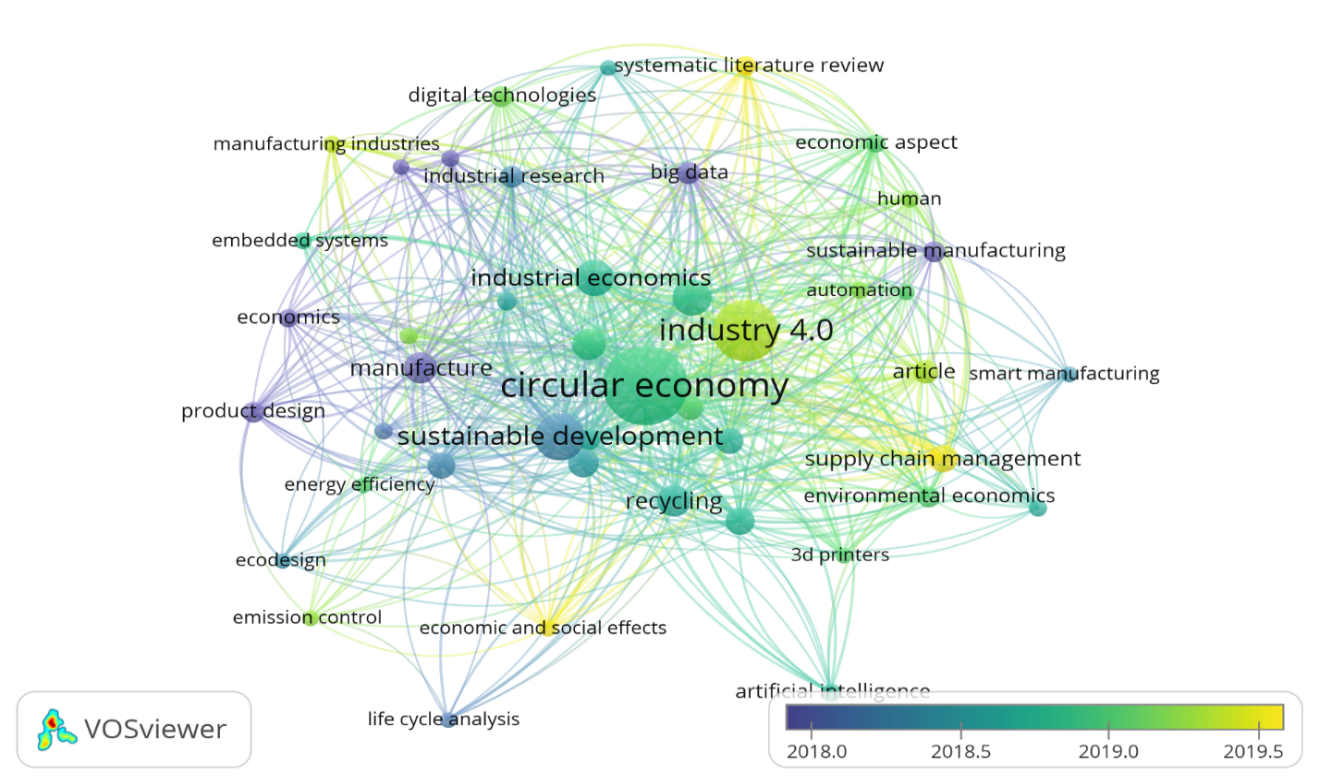 systematic literature review
digital technologies
manufacturing industries
economic aspect
industrial research
big data
human
embedded systems
sustainable manufacturing
industrial economics
automation
economics
industry 4.0
manufacture
article
smart manufacturing
circular economy
product design
sustainable development
supply chain management
energy efficiency
recycling
environmental economics
3d printers
ecodesign
emission control
economic and social effects
artificial intelligence
life cycle analysis
VOSviewer
2018.0 2018.5 2019.0 2019.5